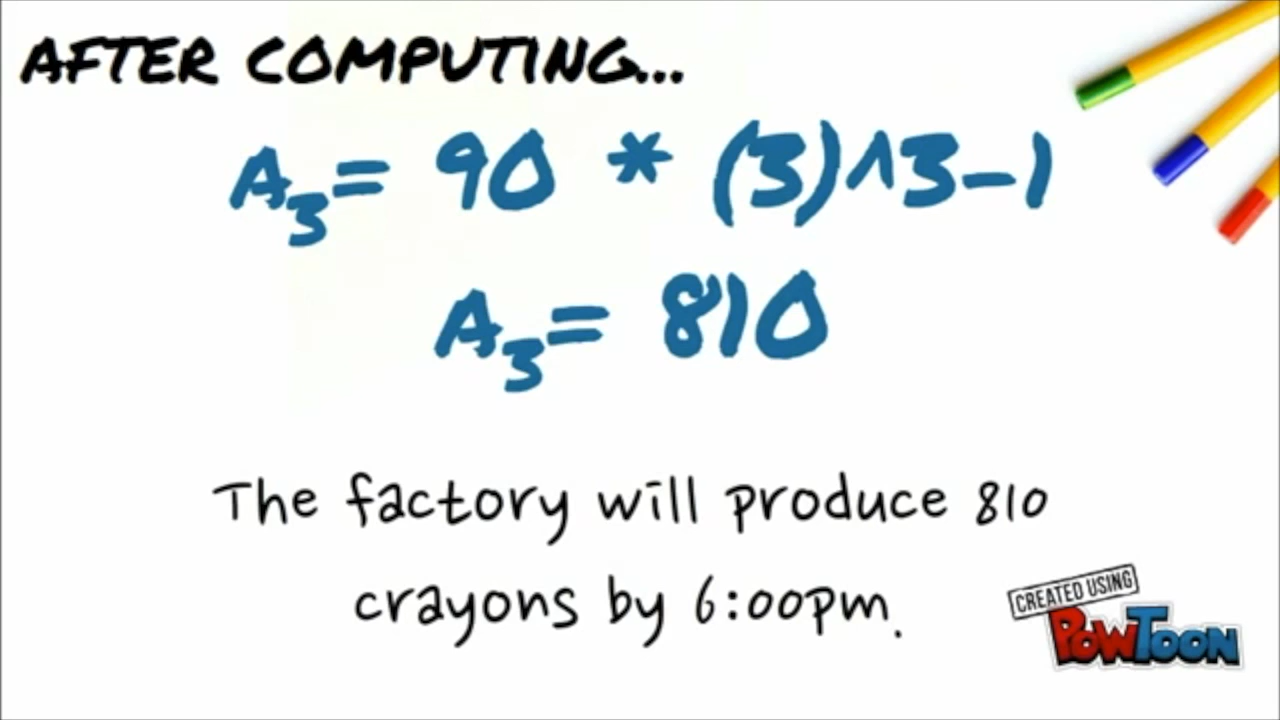 AFTER COMPUTING...
A3= 90 * (3)^3-1
A3= 810
The factory will produce 810
crayons by 6:00pm.
CREATED USING
POWTOON